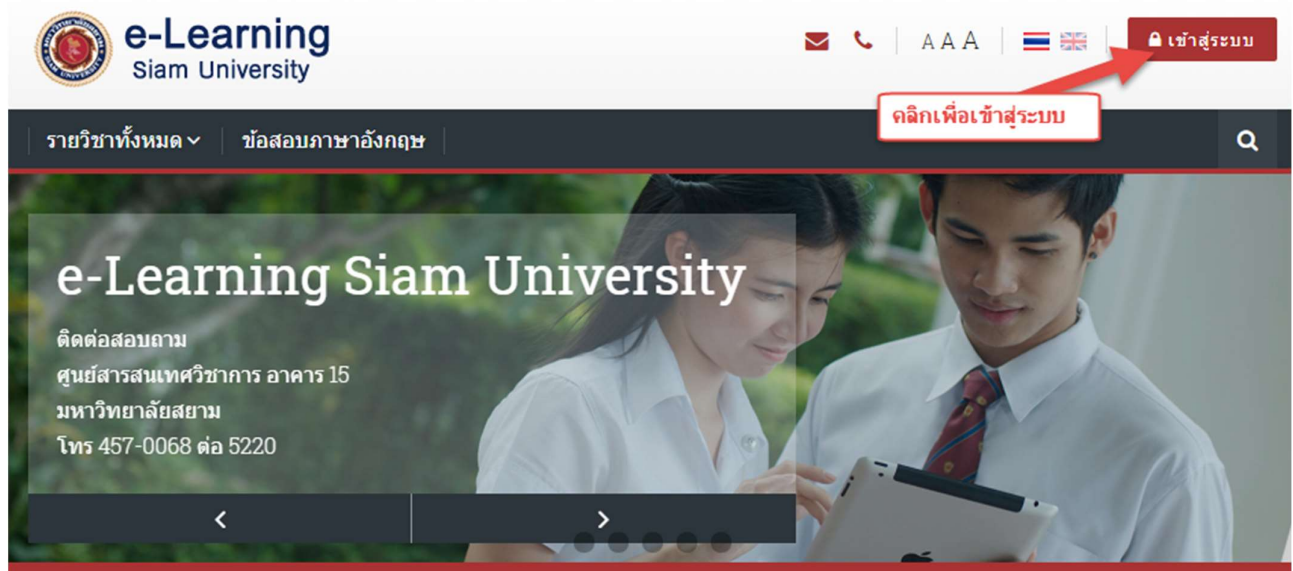 e-Learning
Siam University
A A A
เข้าสู่ระบบ
คลิกเพื่อเข้าสู่ระบบ
รายวิชาทั้งหมด
ข้อสอบภาษาอังกฤษ
e-Learning Siam University
ติดต่อสอบถาม
ศูนย์สารสนเทศวิชาการ อาคาร 15
มหาวิทยาลัยสยาม
โทร 457-0068 ต่อ 5220